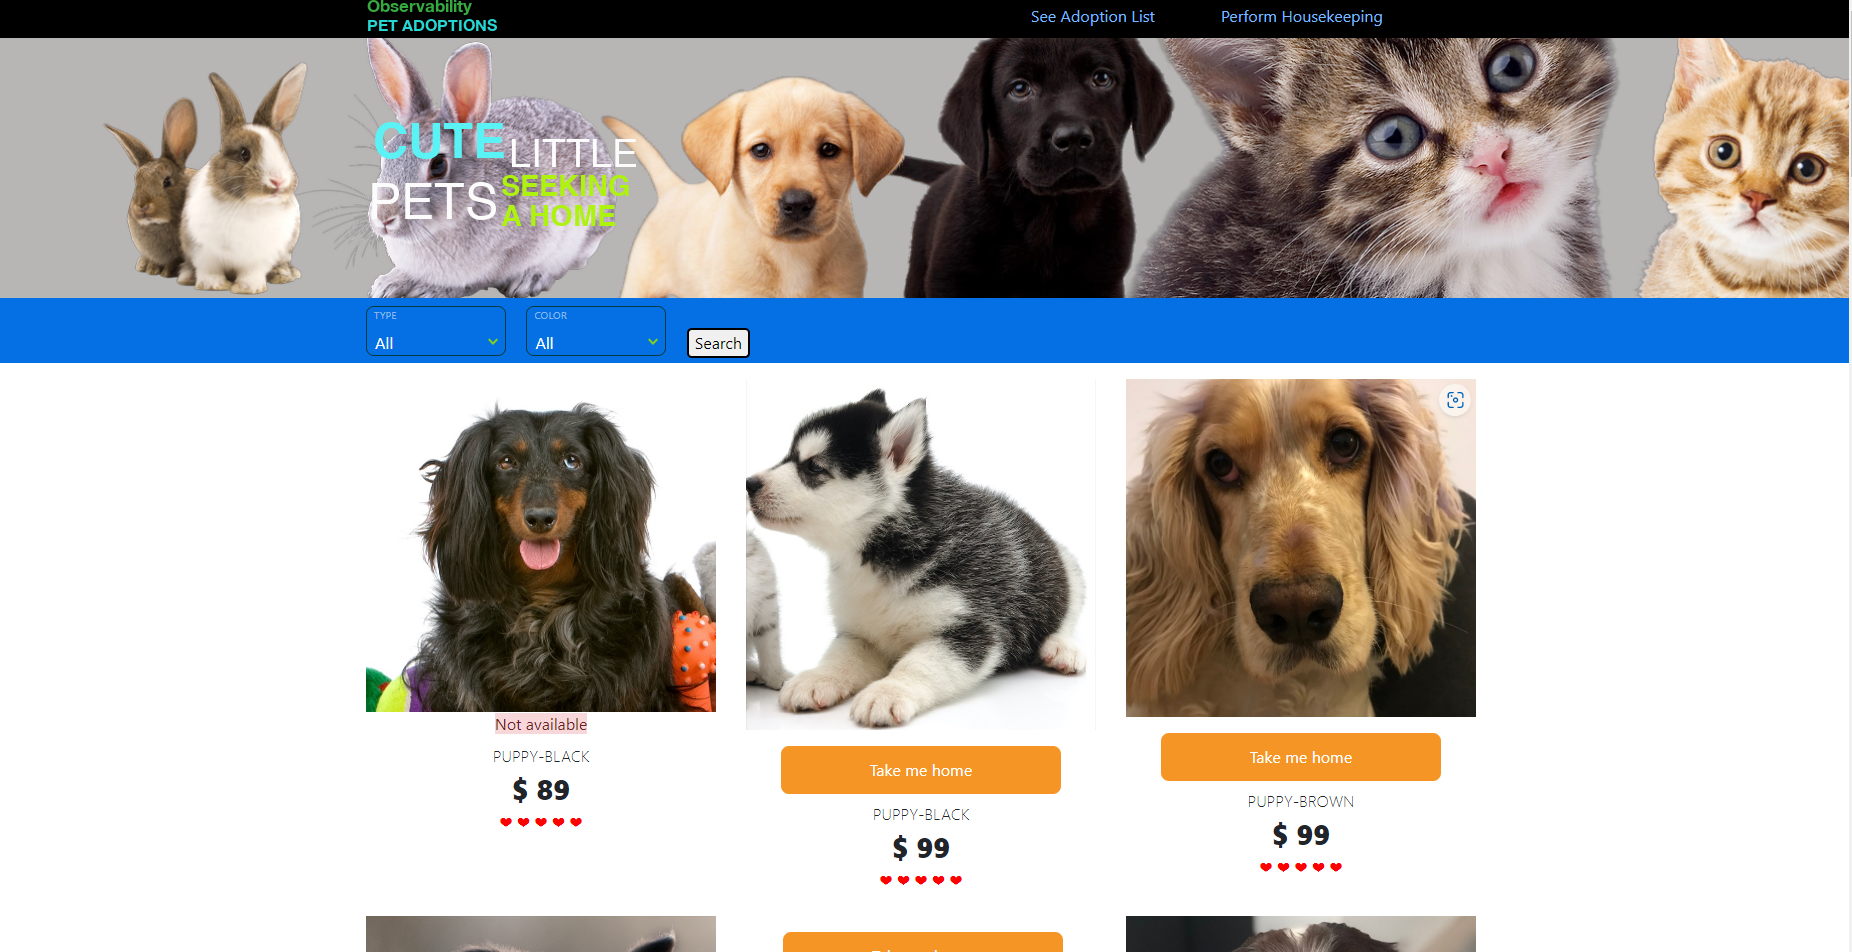 Observability
PET ADOPTIONS
See Adoption List
Perform Housekeeping
CUTE LITTLE
PETS SEEKING
A HOME
TYPE
All
COLOR
All
Search
Not available
PUPPY-BLACK
$ 89
Take me home
PUPPY-BLACK
$ 99
Take me home
PUPPY-BROWN
$ 99